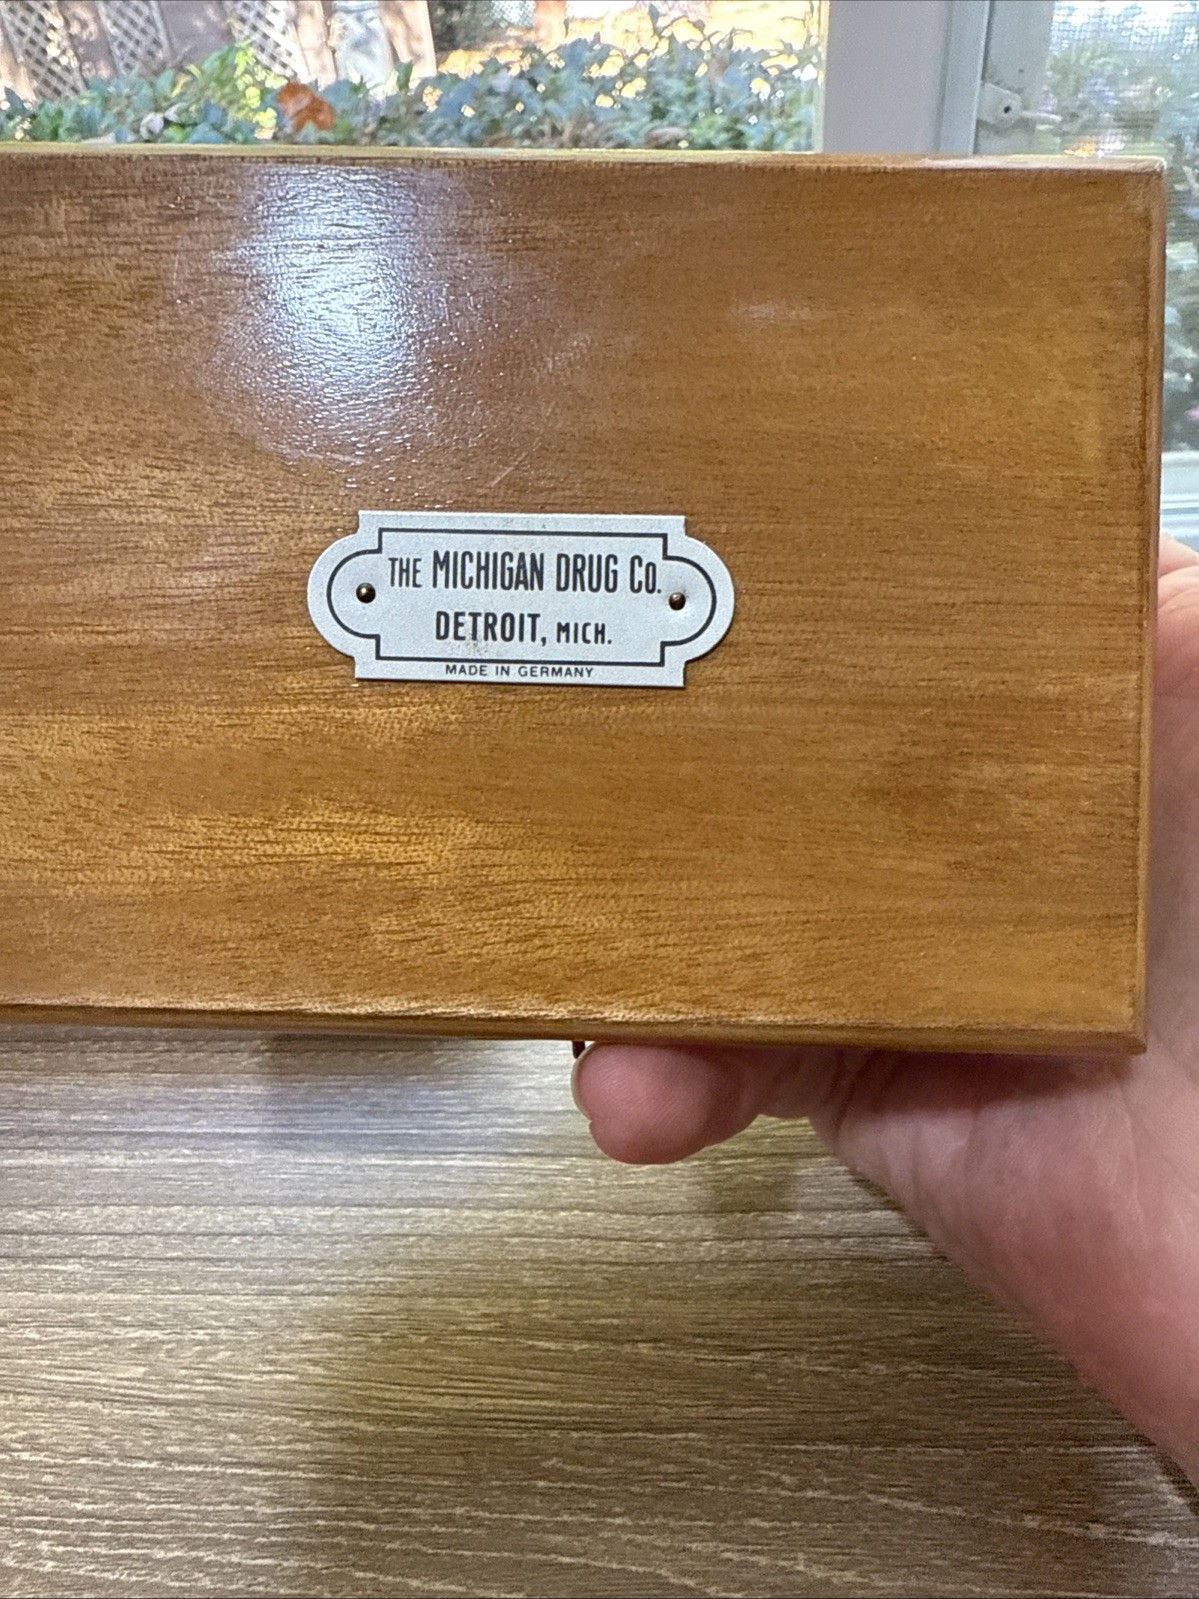 THE MICHIGAN DRUG Co.
DETROIT, MICH.
MADE IN GERMANY